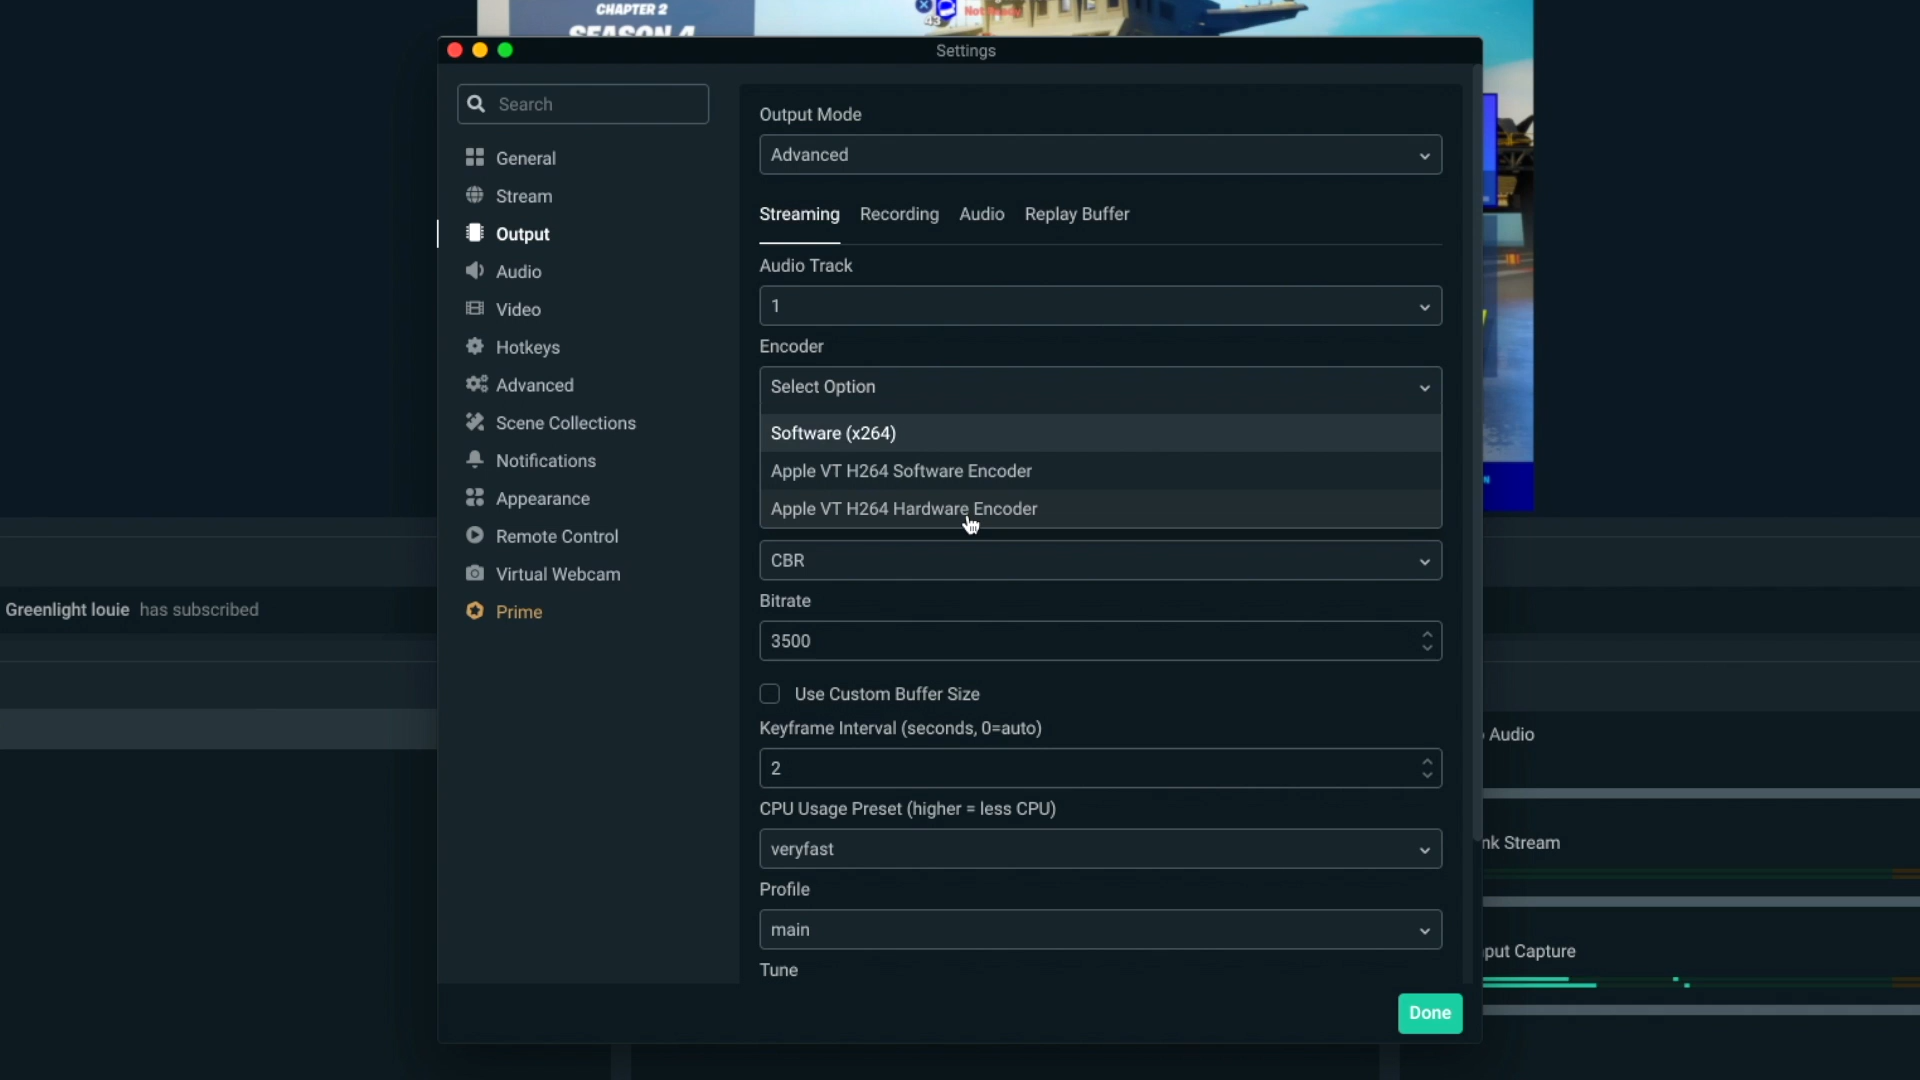 CHAPTER 2
SEASON 4
43
Settings
Search
General
Stream
Output
Audio
Video
Hotkeys
Advanced
Scene Collections
Notifications
Appearance
Remote Control
Virtual Webcam
Prime
Output Mode
Advanced
Streaming Recording Audio Replay Buffer
Audio Track
1
Encoder
Select Option
Software (x264)
Apple VT H264 Software Encoder
Apple VT H264 Hardware Encoder
CBR
Bitrate
3500
Use Custom Buffer Size
Keyframe Interval (seconds, 0=auto)
2
CPU Usage Preset (higher = less CPU)
veryfast
Profile
main
Tune
Done
Greenlight louie has subscribed
Audio
nk Stream
put Capture